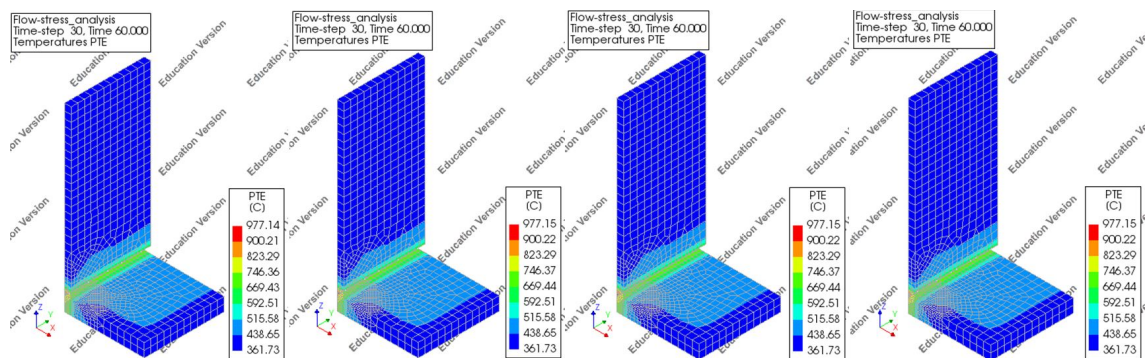 Flow-stress_analysis
Time-step 30, Time 60.000
Temperatures PTE
Education Version
PTE
(C)
977.14
900.21
823.29
746.36
669.43
592.51
515.58
438.65
361.73
Z
Y
X
Flow-stress_analysis
Time-step 30, Time 60.000
Temperatures PTE
Education Version
PTE
(C)
977.15
900.22
823.29
746.37
669.44
592.51
515.58
438.65
361.73
Z
Y
X
Flow-stress_analysis
Time-step 30, Time 60.000
Temperatures PTE
Education Version
PTE
(C)
977.15
900.22
823.29
746.37
669.44
592.51
515.58
438.65
361.73
Z
Y
X
Flow-stress_analysis
Time-step 30, Time 60.000
Temperatures PTE
Education Version
PTE
(C)
977.15
900.22
823.29
746.37
669.44
592.51
515.58
438.65
361.73
Z
Y
X